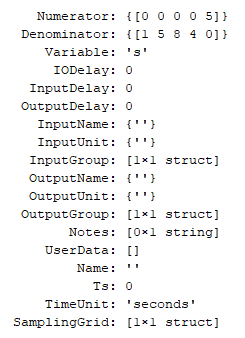 Numerator: {[0 0 0 0 5]}
Denominator: {[1 5 8 4 0]}
Variable: 's'
IODelay: 0
InputDelay: 0
OutputDelay: 0
InputName: {''}
InputUnit: {''}
InputGroup: [1×1 struct]
OutputName: {''}
OutputUnit: {''}
OutputGroup: [1×1 struct]
Notes: [0×1 string]
UserData: []
Name: ''
Ts: 0
TimeUnit: 'seconds'
SamplingGrid: [1×1 struct]